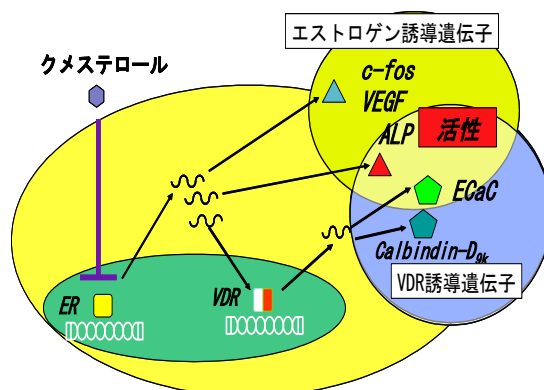 エストロゲン誘導遺伝子
クメステロール
c-fos
VEGF
ALP
活性
ECaC
Calbindin-D9k
VDR誘導遺伝子
ER
VDR